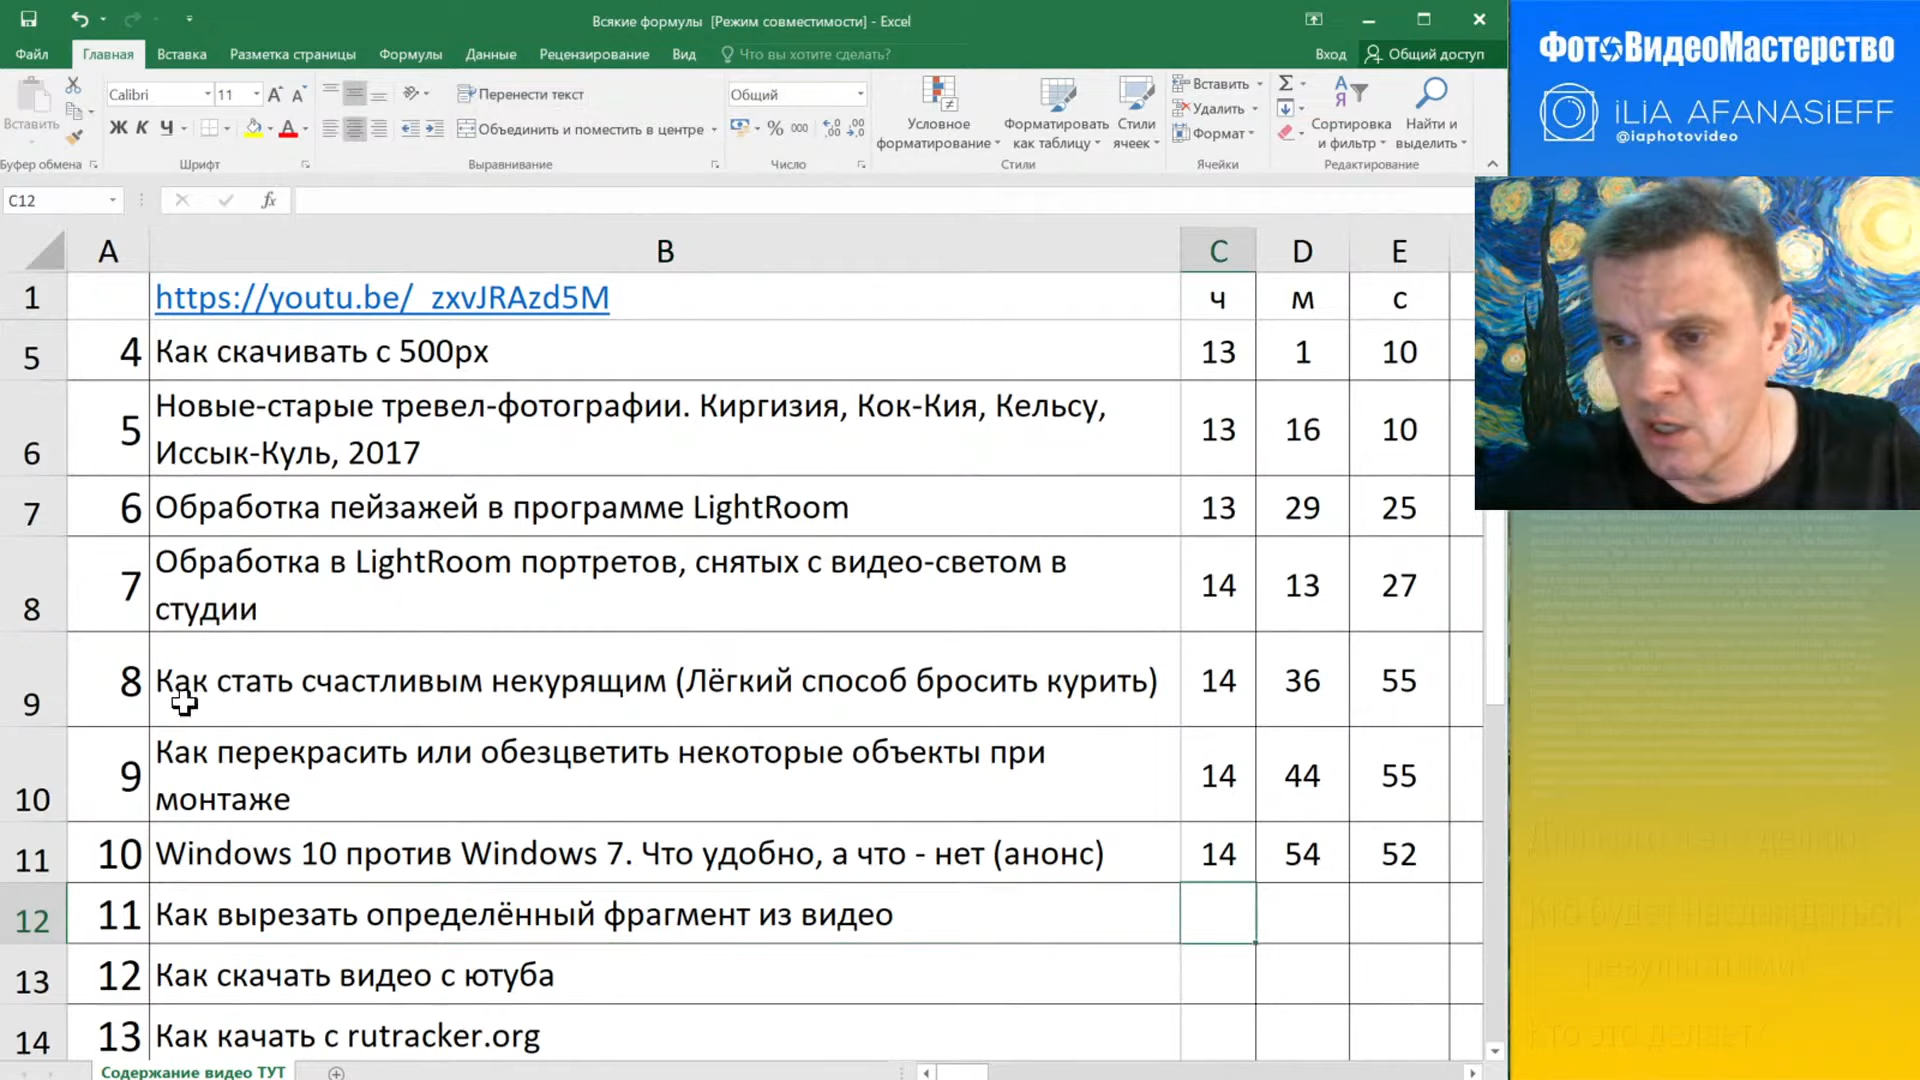 Всякие формулы [Режим совместимости] - Excel
Файл Главная Вставка Разметка страницы Формулы Данные Рецензирование Вид Что вы хотите сделать? Вход Общий доступ
Вставить Calibri 11 Перенести текст Общий
Ж К Ч Объединить и поместить в центре % 000
Условное форматирование Форматировать как таблицу Стили ячеек Вставить Удалить Формат Сортировка и фильтр Найти и выделить
Буфер обмена Шрифт Выравнивание Число Стили Ячейки Редактирование
C12 fx
A B C D E
1 https://youtu.be/_zxvJRAzd5M ч м с
5 4 Как скачивать с 500px 13 1 10
6 5 Новые-старые тревел-фотографии. Киргизия, Кок-Кия, Кельсу,
Иссык-Куль, 2017 13 16 10
7 6 Обработка пейзажей в программе LightRoom 13 29 25
8 7 Обработка в LightRoom портретов, снятых с видео-светом в
студии 14 13 27
9 8 Как стать счастливым некурящим (Лёгкий способ бросить курить) 14 36 55
10 9 Как перекрасить или обезцветить некоторые объекты при
монтаже 14 44 55
11 10 Windows 10 против Windows 7. Что удобно, а что - нет (анонс) 14 54 52
12 11 Как вырезать определённый фрагмент из видео
13 12 Как скачать видео с ютуба
14 13 Как качать с rutracker.org
Содержание видео ТУТ
ФотоВидеоМастерство
iLiA AFANASiEFF
@iaphotovideo
Кто будет наслаждаться
результатами?
Кто это делает?